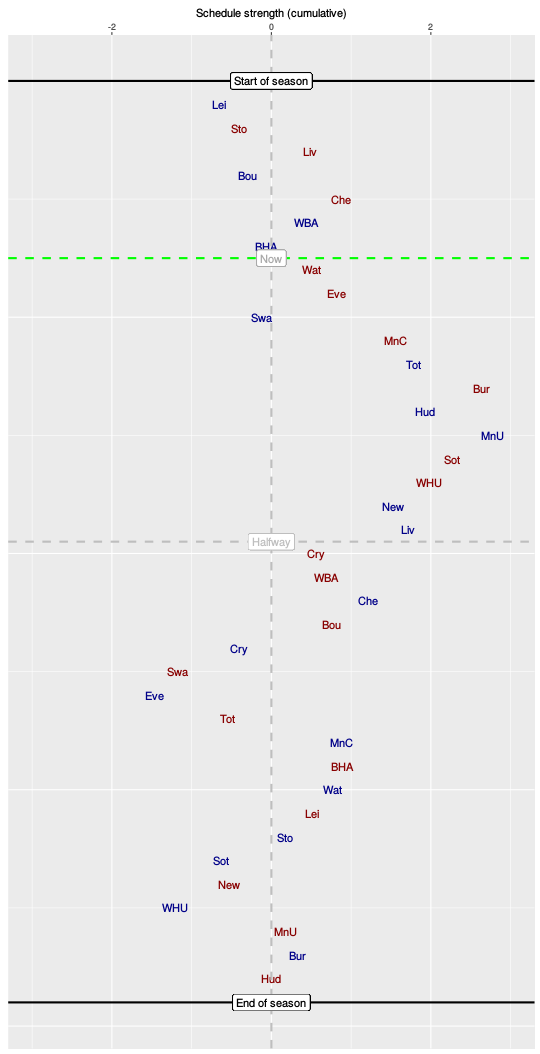 Schedule strength (cumulative)
-2 0 2
Start of season
Lei
Sto
Liv
Bou
Che
WBA
BHA
Now
Wat
Eve
Swa
MnC
Tot
Bur
Hud
MnU
Sot
WHU
New
Liv
Halfway
Cry
WBA
Che
Bou
Cry
Swa
Eve
Tot
MnC
BHA
Wat
Lei
Sto
Sot
New
WHU
MnU
Bur
Hud
End of season